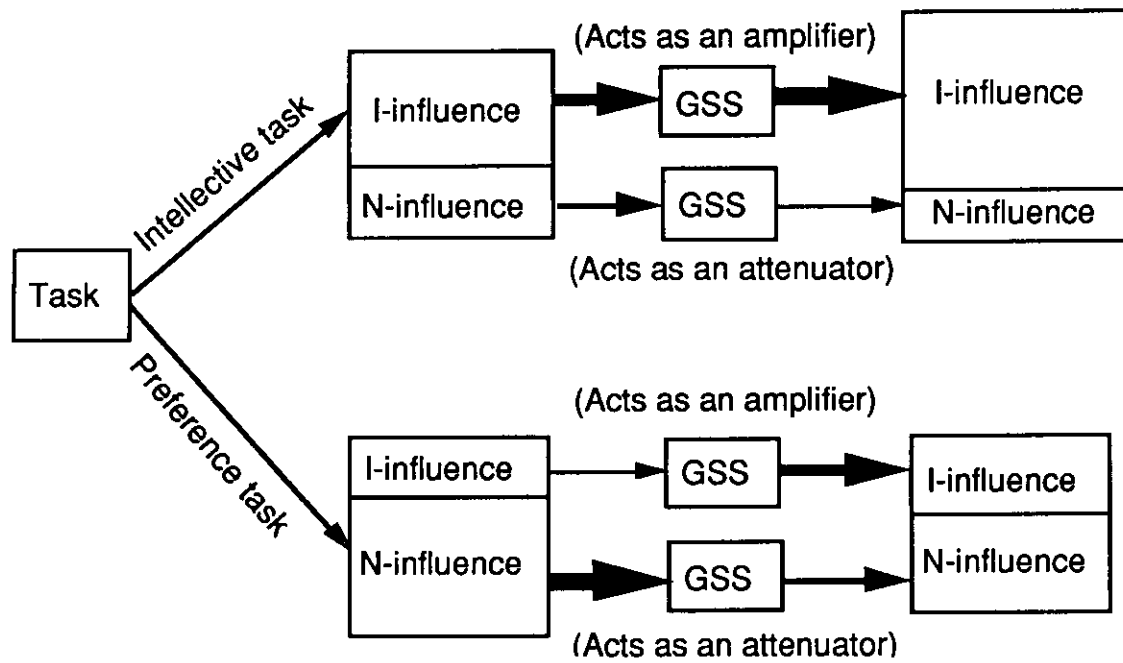 (Acts as an amplifier)
I-influence
GSS
I-influence
Intellective task
N-influence
GSS
N-influence
(Acts as an attenuator)
Task
Preference task
(Acts as an amplifier)
I-influence
GSS
I-influence
N-influence
GSS
N-influence
(Acts as an attenuator)